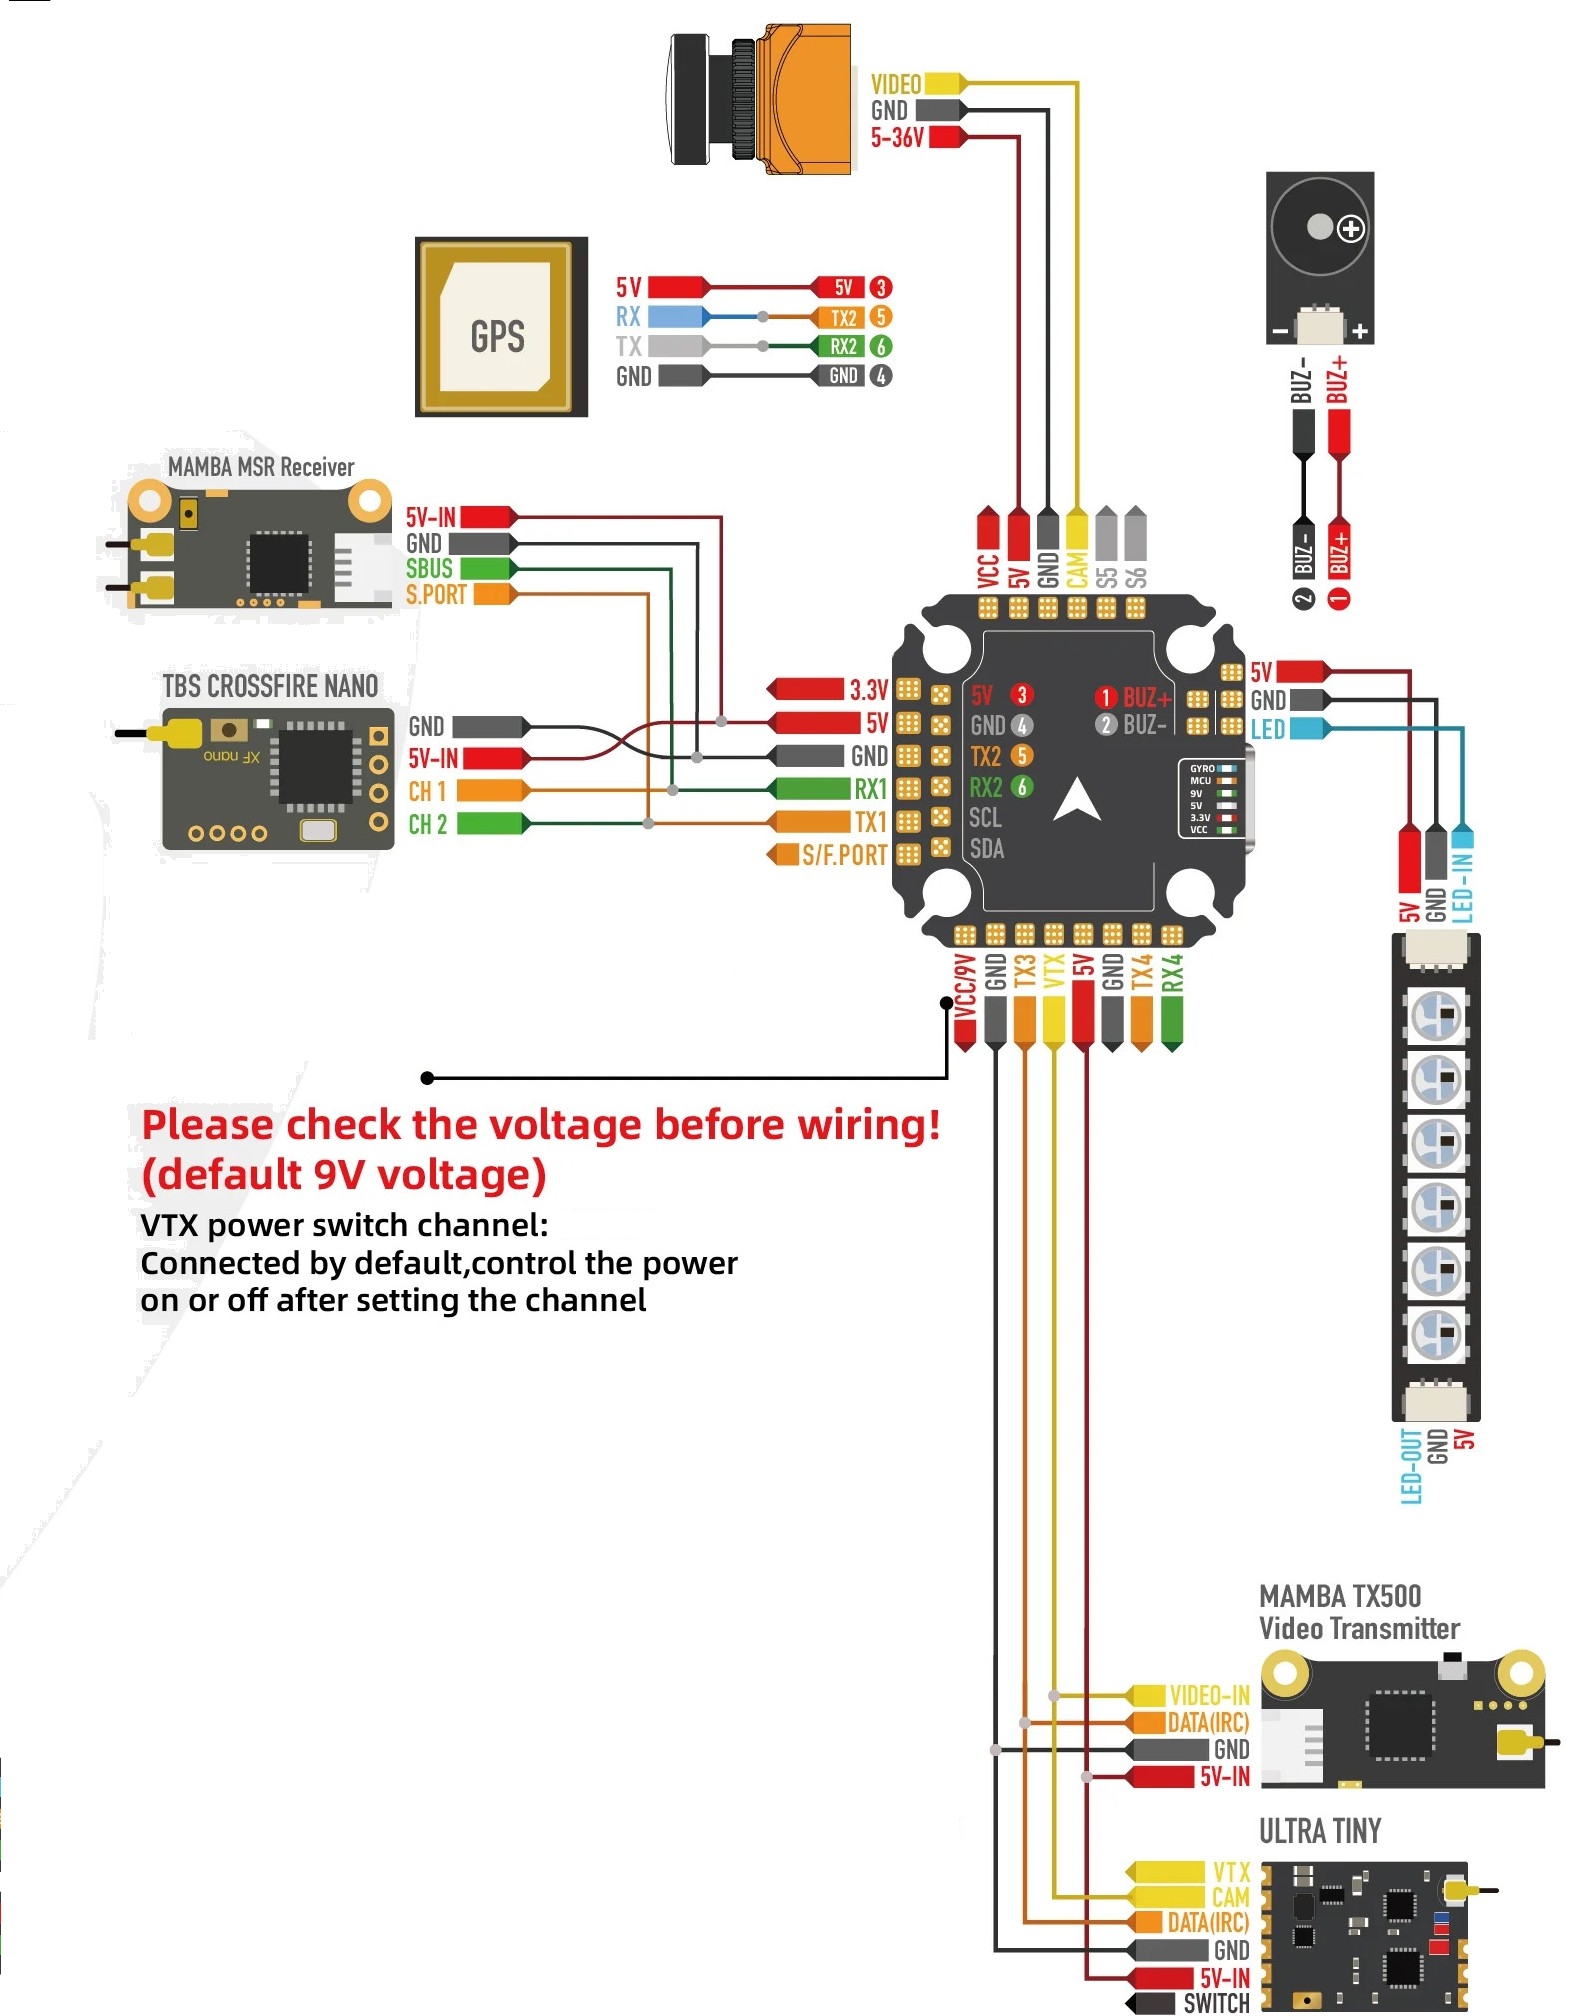 VIDEO
GND
5-36V
GPS
5V 5V 3
RX TX2 5
TX RX2 6
GND GND 4
- +
BUZ- BUZ+
BUZ- BUZ+
2 1
MAMBA MSR Receiver
5V-IN
GND
SBUS
S.PORT
TBS CROSSFIRE NANO
XF nano
GND
5V-IN
CH 1
CH 2
VCC 5V GND CAM S5 S6
3.3V
5V
GND
RX1
TX1
S/F.PORT
5V 3
GND 4
TX2 5
RX2 6
SCL
SDA
1 BUZ+
2 BUZ-
GYRO
MCU
9V
5V
3.3V
VCC
5V
GND
LED
5V GND LED-IN
LED-OUT GND 5V
VCC/9V GND TX3 VTX 5V GND TX4 RX4
Please check the voltage before wiring!
(default 9V voltage)
VTX power switch channel:
Connected by default,control the power
on or off after setting the channel
MAMBA TX500
Video Transmitter
VIDEO-IN
DATA(IRC)
GND
5V-IN
ULTRA TINY
VTX
CAM
DATA(IRC)
GND
5V-IN
SWITCH